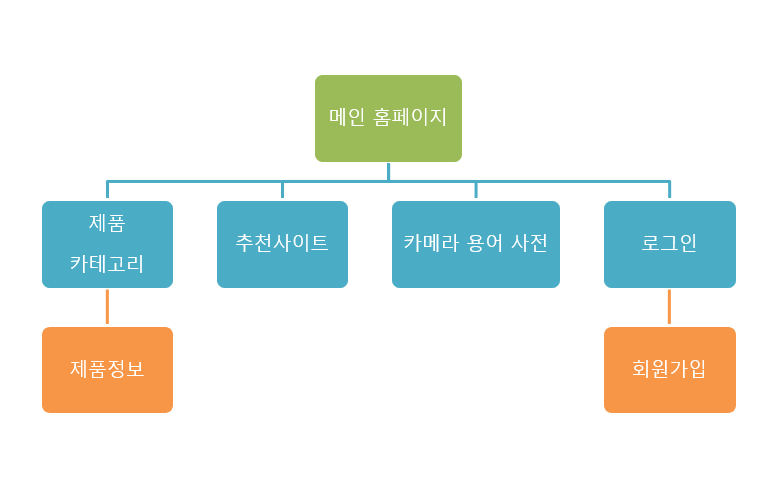 메인 홈페이지
제품
카테고리
추천사이트
카메라 용어 사전
로그인
제품정보
회원가입